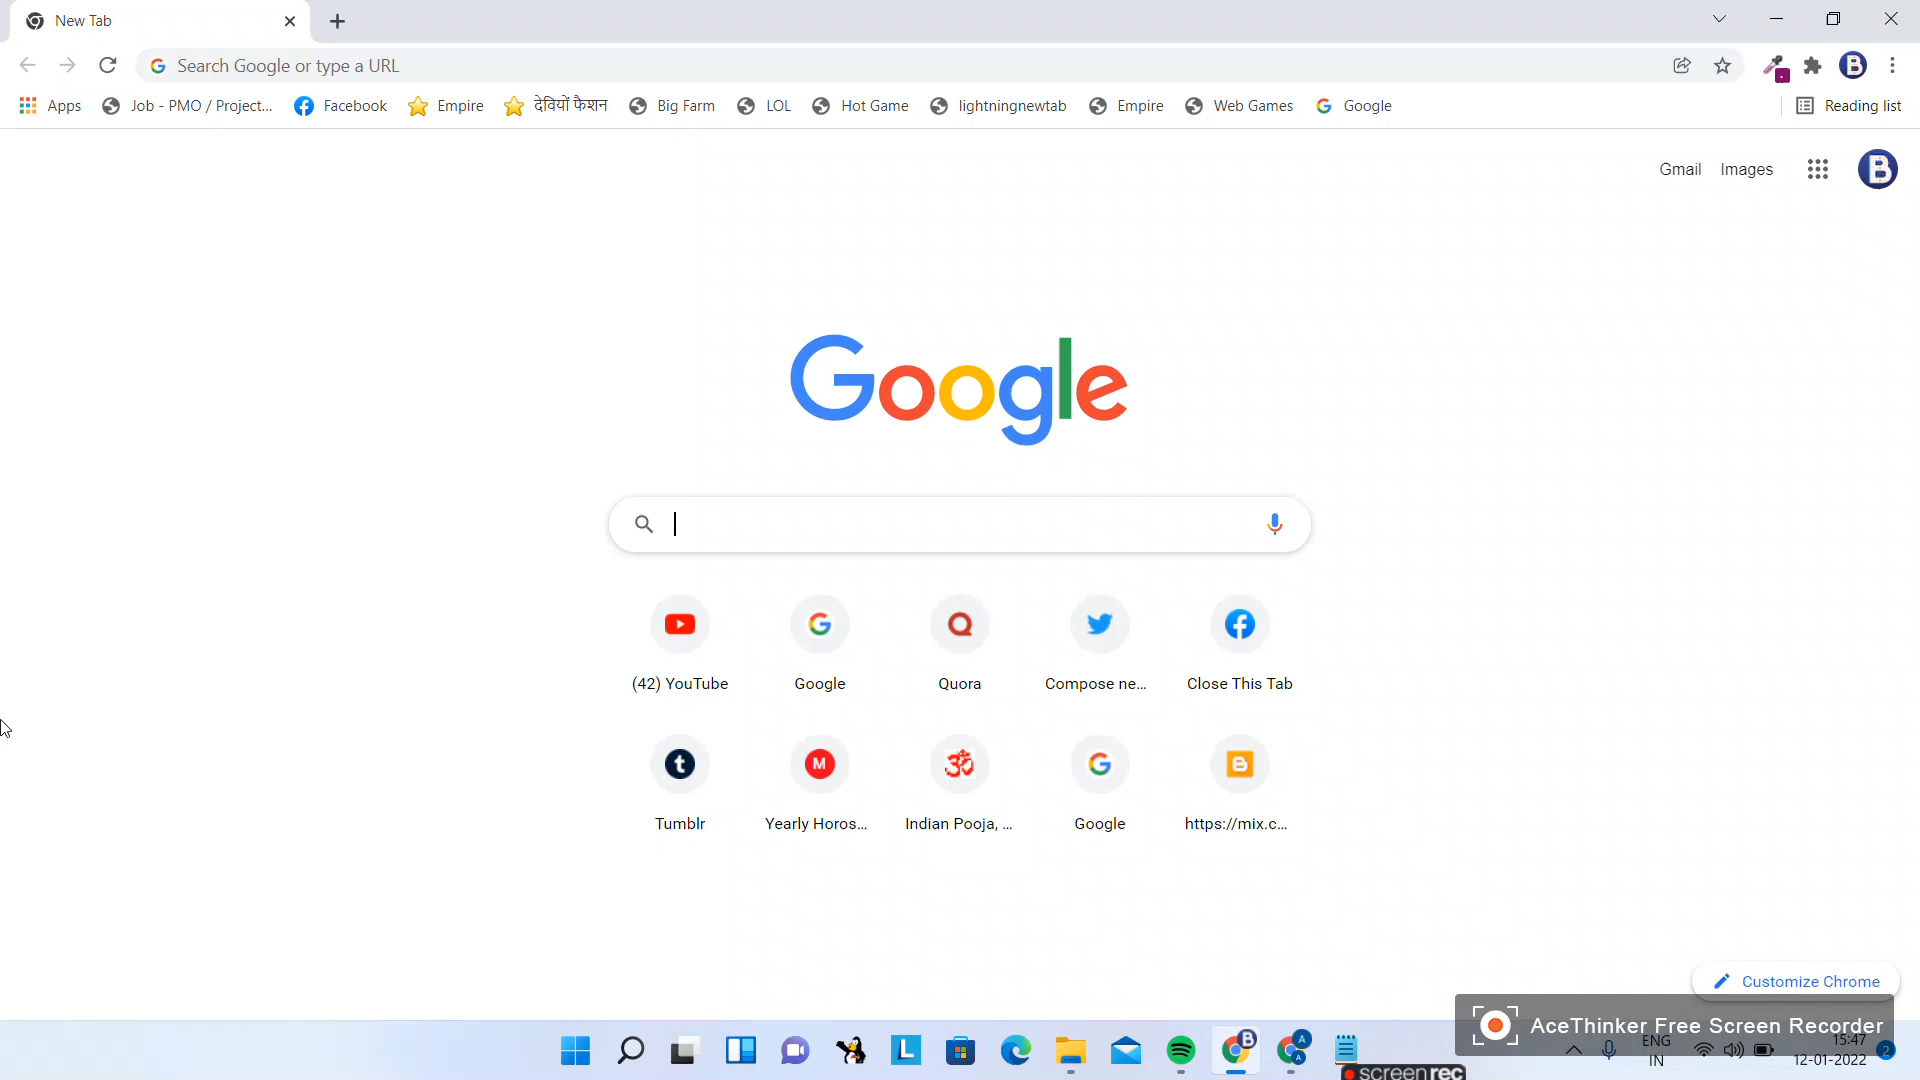 New Tab
Search Google or type a URL
Apps Job - PMO / Project... Facebook Empire देवियों फैशन Big Farm LOL Hot Game lightningnewtab Empire Web Games Google Reading list
Gmail Images B
Google
(42) YouTube Google Quora Compose ne... Close This Tab
Tumblr Yearly Horos... Indian Pooja, ... Google https://mix.c...
Customize Chrome
AceThinker Free Screen Recorder
ENG 15:47
IN 12-01-2022 2
screenrec